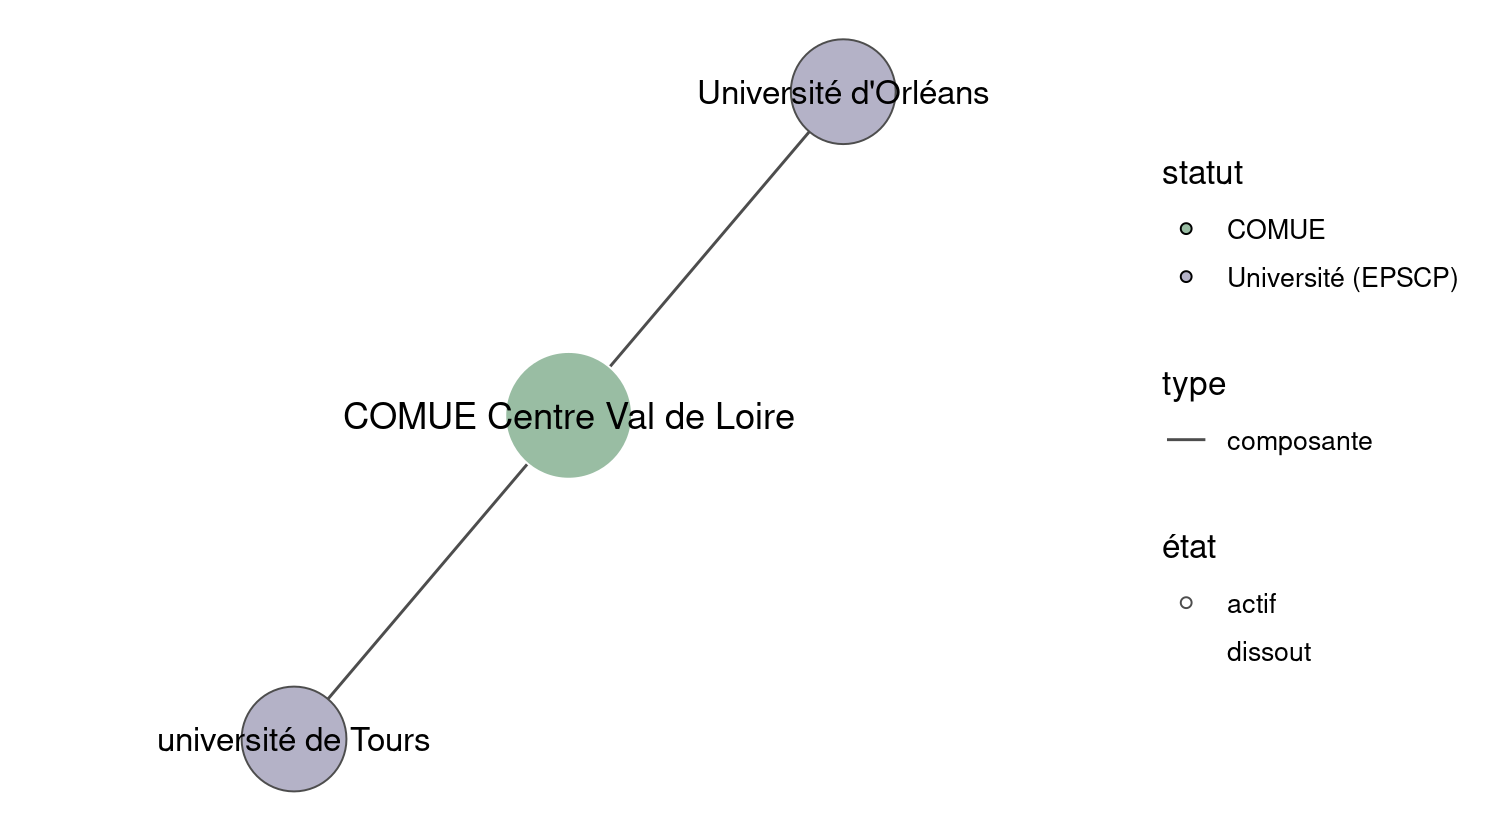 Université d'Orléans
COMUE Centre Val de Loire
université de Tours
statut
COMUE
Université (EPSCP)
type
composante
état
actif
dissout